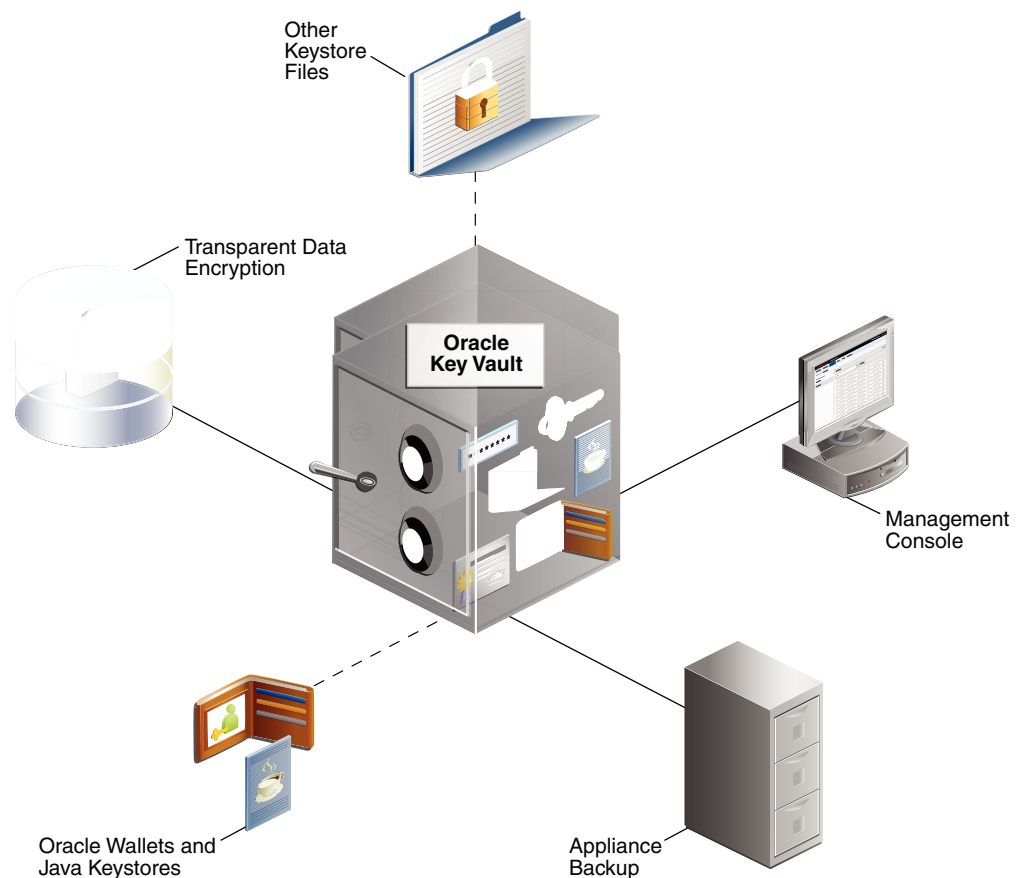 Other
Keystore
Files
Transparent Data
Encryption
Oracle
Key Vault
*******
Management
Console
Oracle Wallets and
Java Keystores
Appliance
Backup